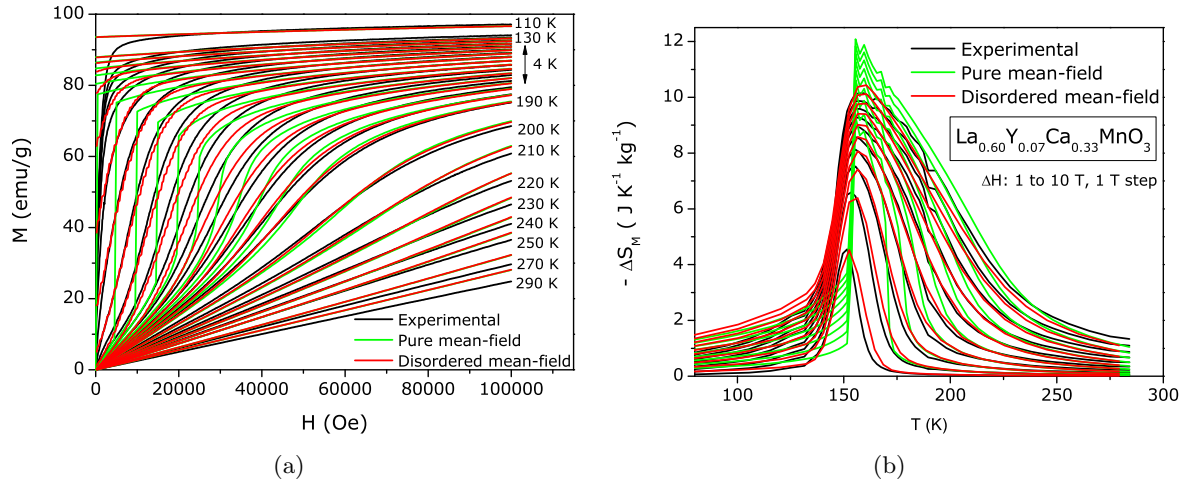 100
80
60
40
20
0
M (emu/g)
110 K
130 K
4 K
190 K
200 K
210 K
220 K
230 K
240 K
250 K
270 K
290 K
Experimental
Pure mean-field
Disordered mean-field
0 20000 40000 60000 80000 100000
H (Oe)
(a)
12
10
8
6
4
2
0
- ΔS_M ( J K⁻¹ kg⁻¹)
Experimental
Pure mean-field
Disordered mean-field
La₀.₆₀Y₀.₀₇Ca₀.₃₃MnO₃
ΔH: 1 to 10 T, 1 T step
100 150 200 250 300
T (K)
(b)